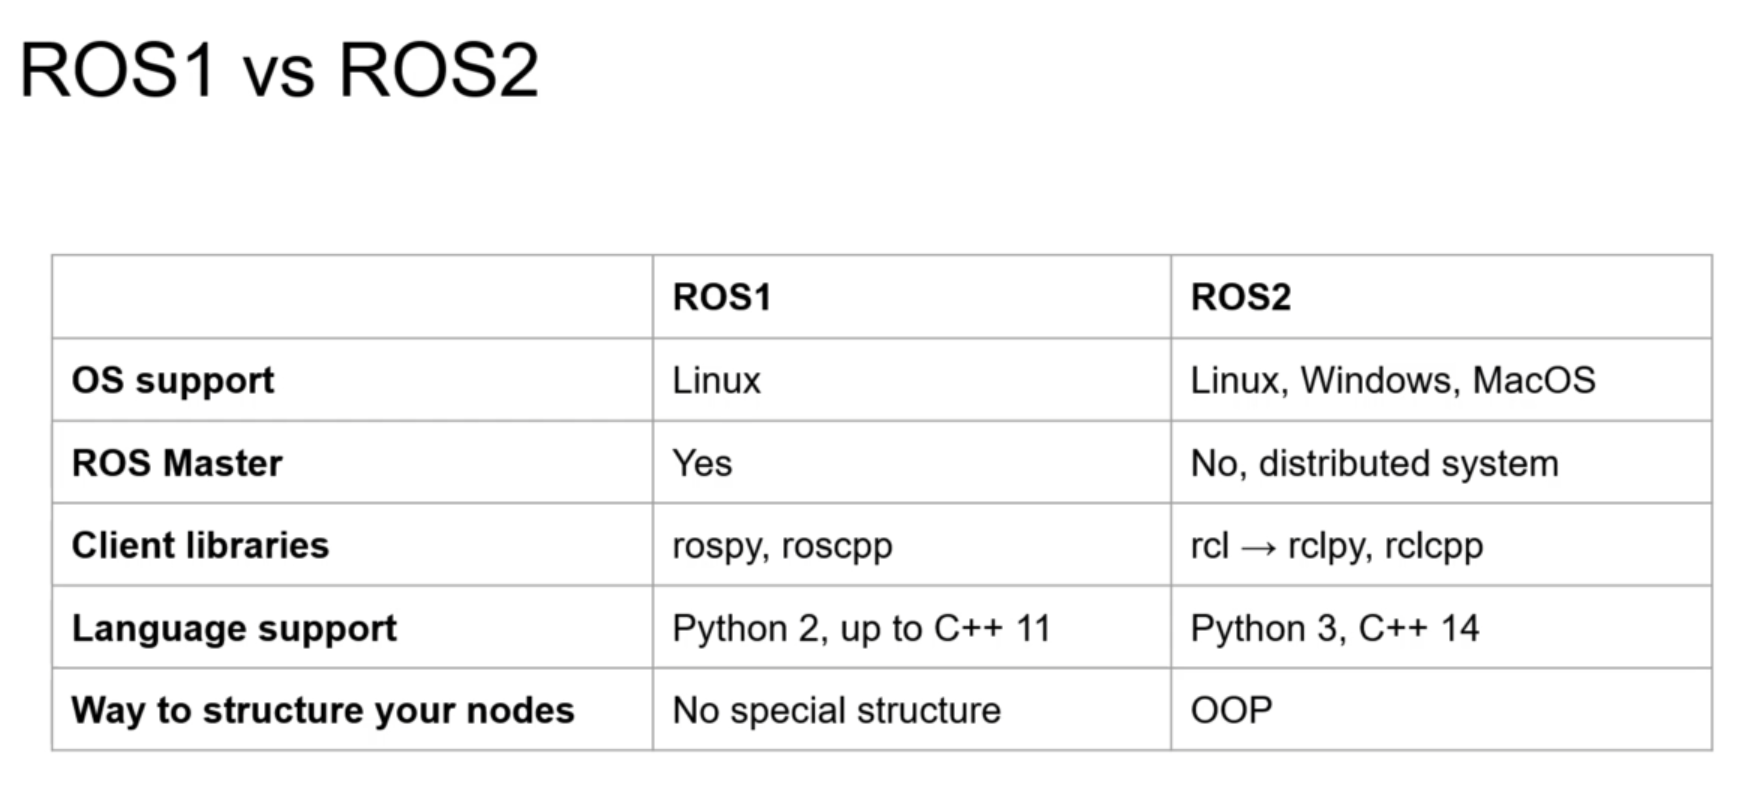 ROS1 vs ROS2
ROS1 ROS2
OS support Linux Linux, Windows, MacOS
ROS Master Yes No, distributed system
Client libraries rospy, roscpp rcl → rclpy, rclcpp
Language support Python 2, up to C++ 11 Python 3, C++ 14
Way to structure your nodes No special structure OOP